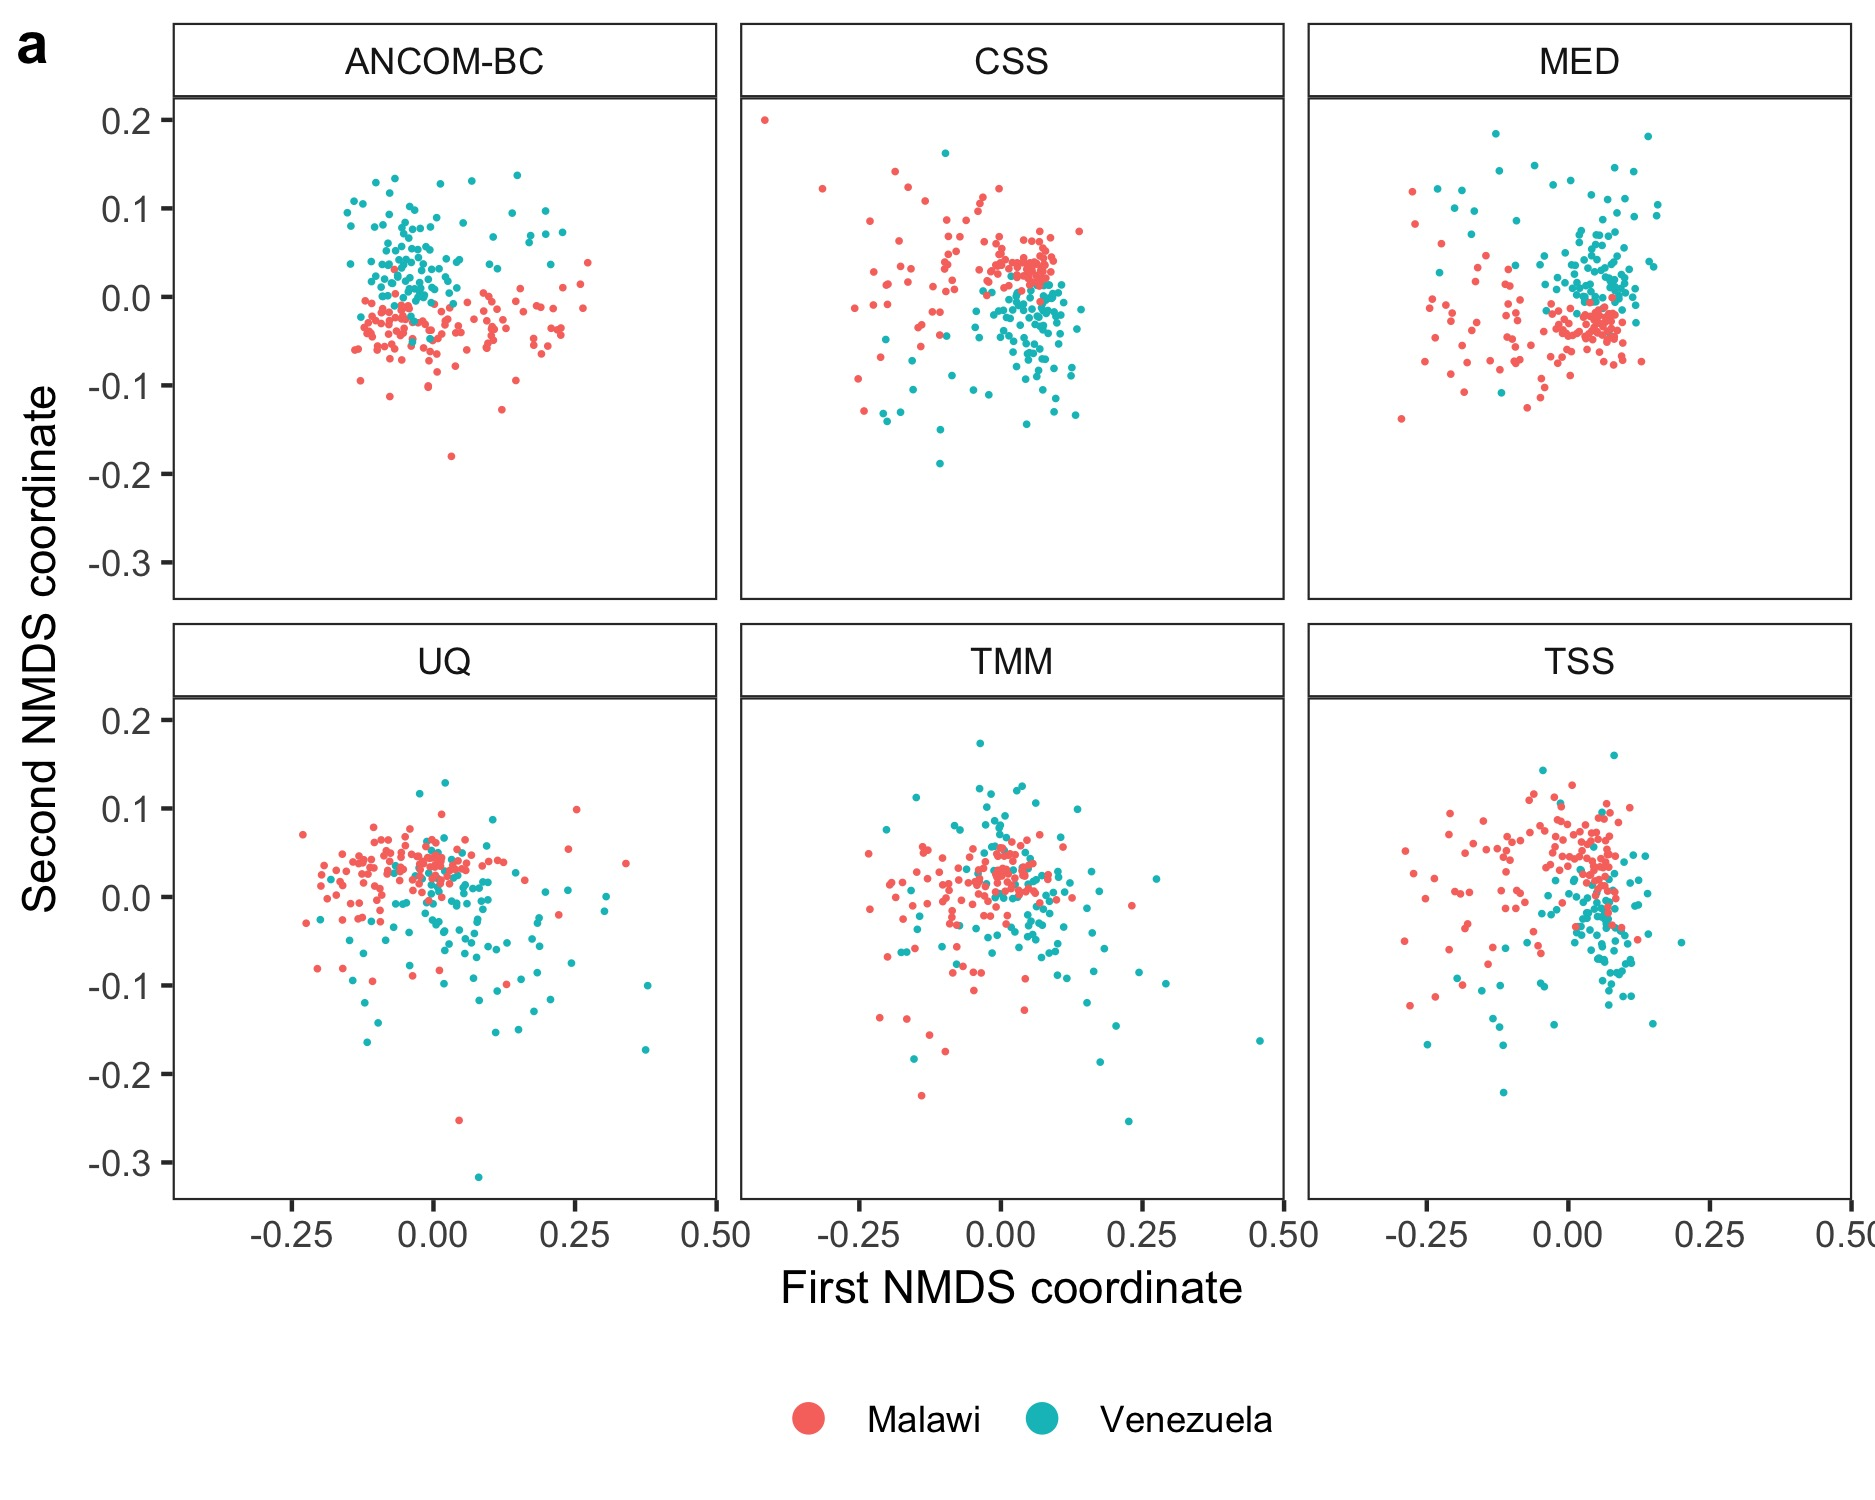 a
ANCOM-BC CSS MED
0.2
0.1
0.0
-0.1
-0.2
-0.3
Second NMDS coordinate
UQ TMM TSS
0.2
0.1
0.0
-0.1
-0.2
-0.3
-0.25 0.00 0.25 0.50 -0.25 0.00 0.25 0.50 -0.25 0.00 0.25 0.50
First NMDS coordinate
Malawi Venezuela